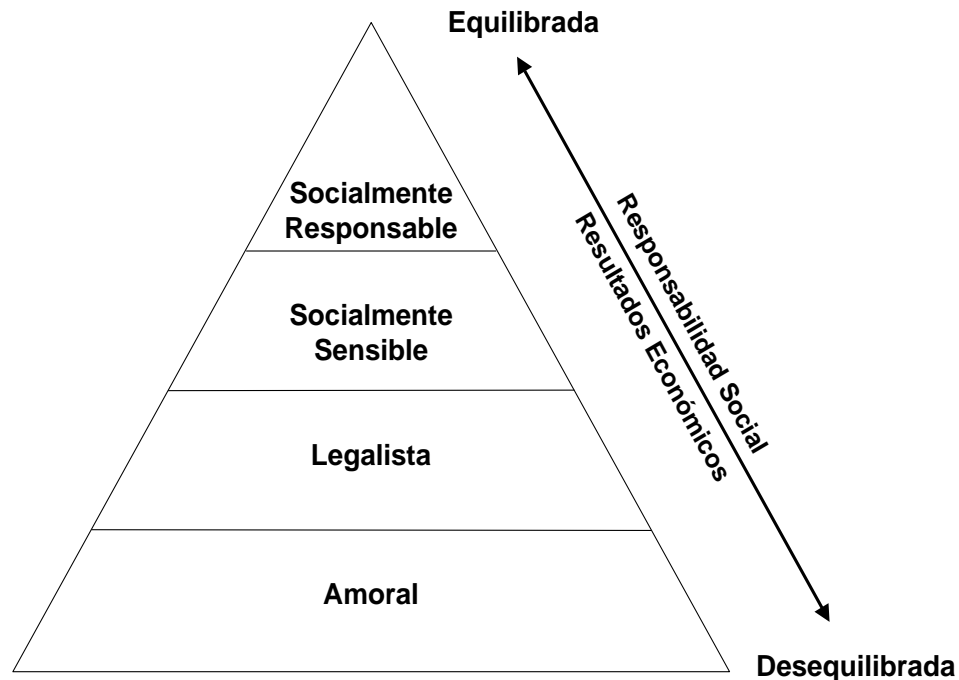 Equilibrada
Socialmente
Responsable
Socialmente
Sensible
Legalista
Amoral
Responsabilidad Social
Resultados Económicos
Desequilibrada